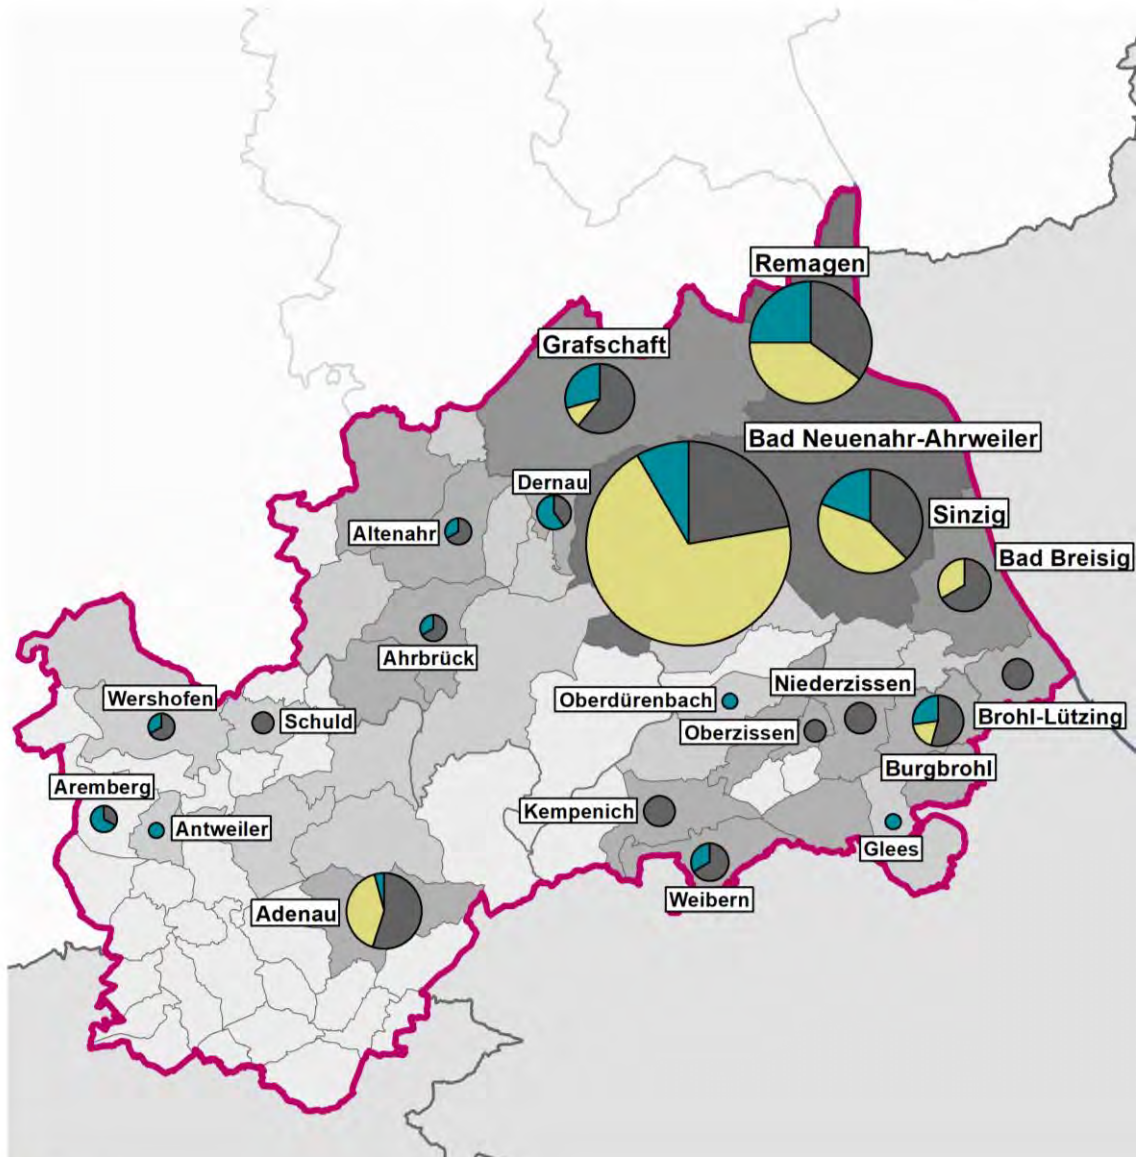 Remagen
Grafschaft
Bad Neuenahr-Ahrweiler
Dernau
Altenahr
Sinzig
Bad Breisig
Ahrbrück
Wershofen
Schuld
Oberdürenbach
Niederzissen
Oberzissen
Brohl-Lützing
Burgbrohl
Aremberg
Antweiler
Kempenich
Glees
Weibern
Adenau